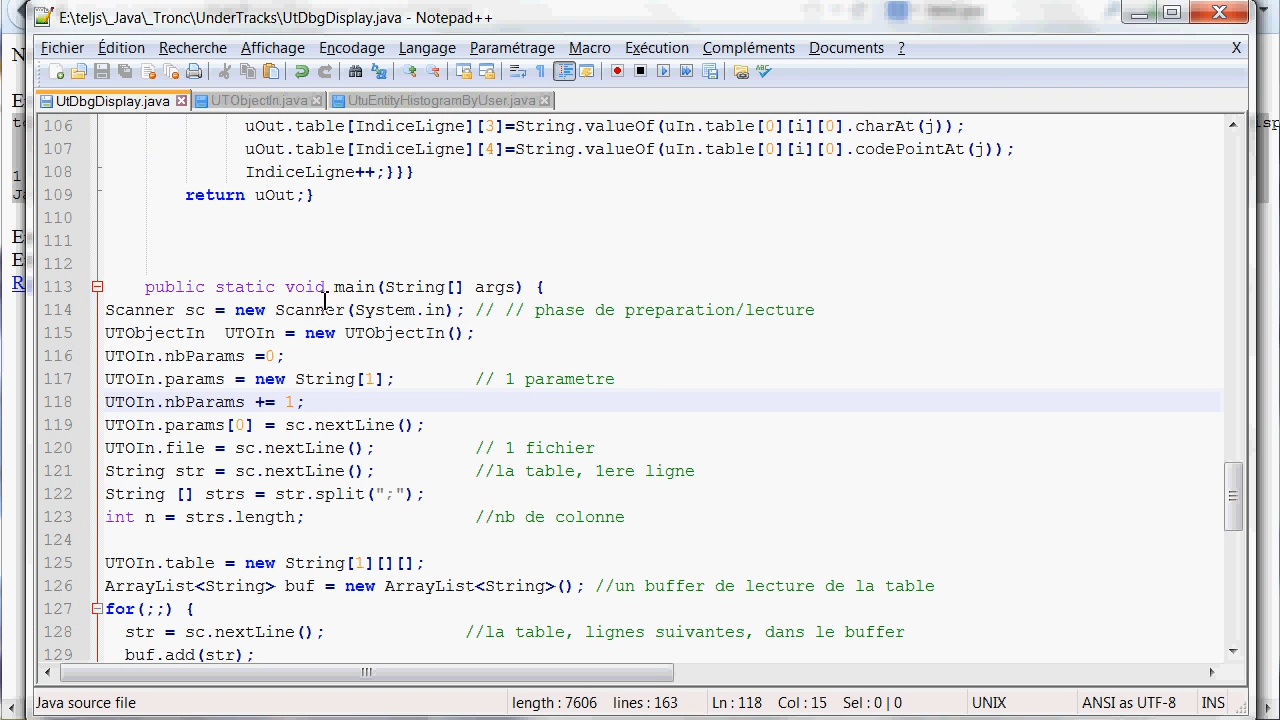 E:\teljs\_Java\_Tronc\UnderTracks\UtDbgDisplay.java - Notepad++
Fichier Édition Recherche Affichage Encodage Langage Paramétrage Macro Exécution Compléments Documents ? X
UtDbgDisplay.java UTObjectIn.java UtuEntityHistogramByUser.java
106 uOut.table[IndiceLigne][3]=String.valueOf(uIn.table[0][i][0].charAt(j));
107 uOut.table[IndiceLigne][4]=String.valueOf(uIn.table[0][i][0].codePointAt(j));
108 IndiceLigne++;}}}
109 return uOut;}
110
111
112
113 public static void main(String[] args) {
114 Scanner sc = new Scanner(System.in); // // phase de preparation/lecture
115 UTObjectIn  UTOIn = new UTObjectIn();
116 UTOIn.nbParams =0;
117 UTOIn.params = new String[1]; // 1 parametre
118 UTOIn.nbParams += 1;
119 UTOIn.params[0] = sc.nextLine();
120 UTOIn.file = sc.nextLine(); // 1 fichier
121 String str = sc.nextLine(); //la table, 1ere ligne
122 String [] strs = str.split(";");
123 int n = strs.length; //nb de colonne
124
125 UTOIn.table = new String[1][][];
126 ArrayList<String> buf = new ArrayList<String>(); //un buffer de lecture de la table
127 for(;;) {
128 str = sc.nextLine(); //la table, lignes suivantes, dans le buffer
129 buf.add(str);
Java source file length : 7606 lines : 163 Ln : 118 Col : 15 Sel : 0 | 0 UNIX ANSI as UTF-8 INS